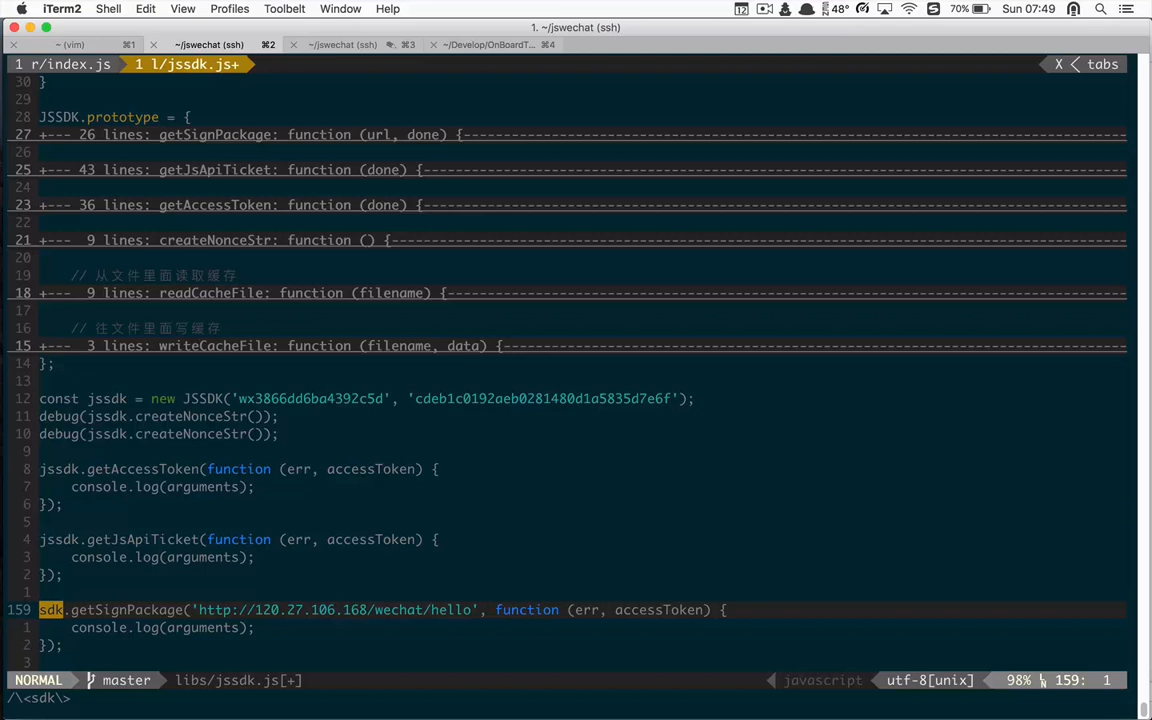 iTerm2 Shell Edit View Profiles Toolbelt Window Help 48° 70% Sun 07:49
1. ~/jswechat (ssh)
~ (vim) ⌘1 ~/jswechat (ssh) ⌘2 ~/jswechat (ssh) ⌘3 ~/Develop/OnBoardT... ⌘4
1 r/index.js 1 l/jssdk.js+ X < tabs
30 }
29
28 JSSDK.prototype = {
27 +--- 26 lines: getSignPackage: function (url, done) {----------
26
25 +--- 43 lines: getJsApiTicket: function (done) {----------
24
23 +--- 36 lines: getAccessToken: function (done) {----------
22
21 +--- 9 lines: createNonceStr: function () {----------
20
19 // 从文件里面读取缓存
18 +--- 9 lines: readCacheFile: function (filename) {----------
17
16 // 往文件里面写缓存
15 +--- 3 lines: writeCacheFile: function (filename, data) {----------
14 };
13
12 const jssdk = new JSSDK('wx3866dd6ba4392c5d', 'cdeb1c0192aeb0281480d1a5835d7e6f');
11 debug(jssdk.createNonceStr());
10 debug(jssdk.createNonceStr());
9
8 jssdk.getAccessToken(function (err, accessToken) {
7 console.log(arguments);
6 });
5
4 jssdk.getJsApiTicket(function (err, accessToken) {
3 console.log(arguments);
2 });
1
159 sdk.getSignPackage('http://120.27.106.168/wechat/hello', function (err, accessToken) {
1 console.log(arguments);
2 });
3
NORMAL master libs/jssdk.js[+] javascript utf-8[unix] 98% 159: 1
/\<sdk\>